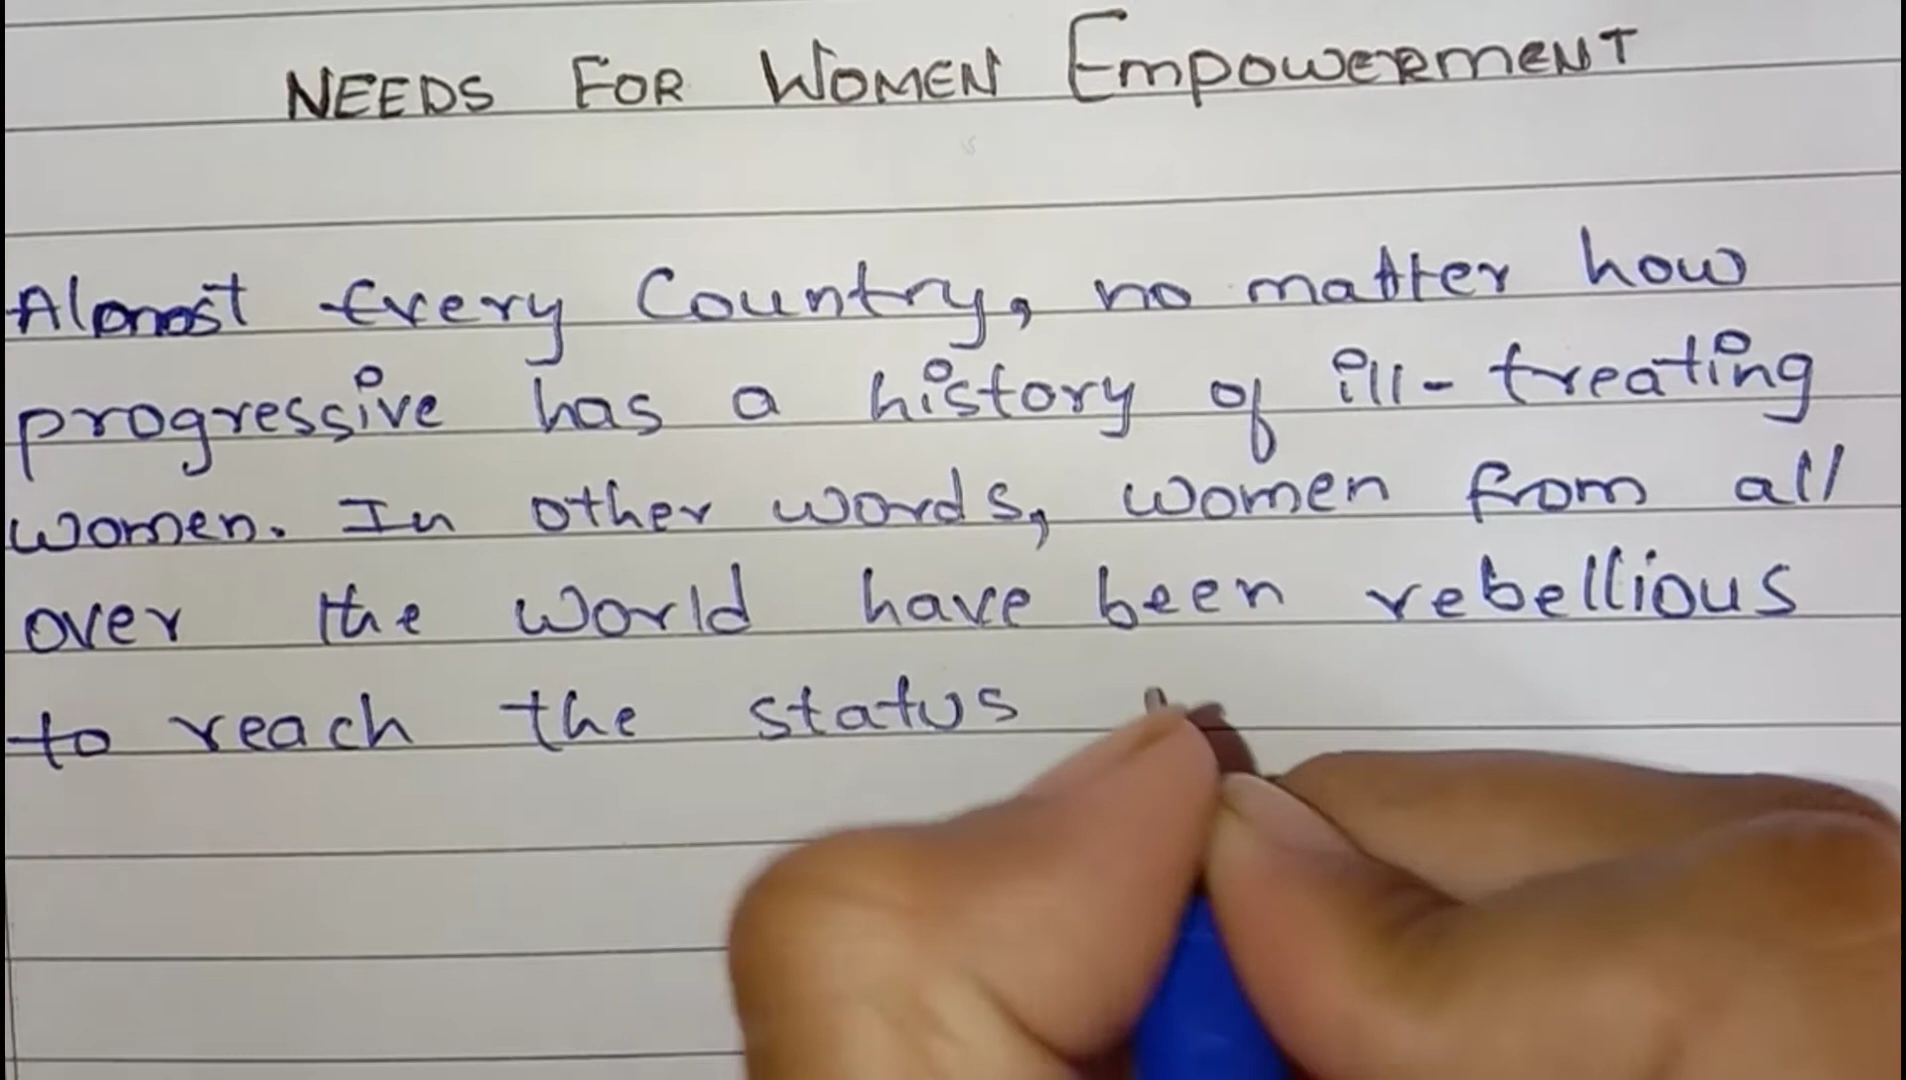 NEEDS FOR WOMEN EMPOWERMENT
Almost Every Country, no matter how
progressive has a history of ill-treating
women. In other words, women from all
over the world have been rebellious
to reach the status